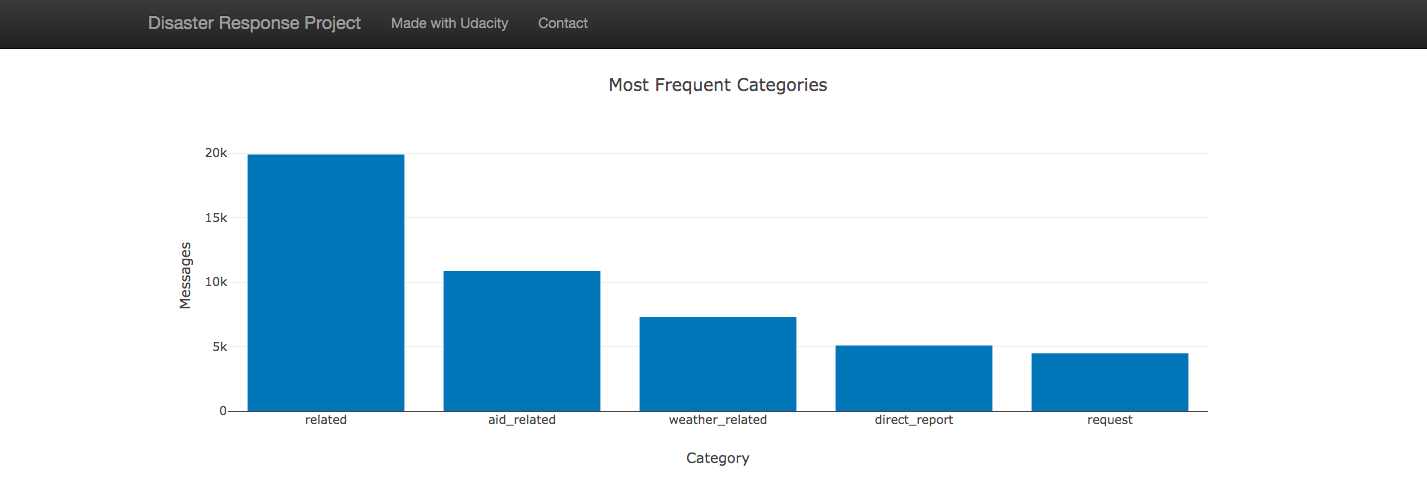 Disaster Response Project Made with Udacity Contact
Most Frequent Categories
20k
15k
10k
5k
0
Messages
related aid_related weather_related direct_report request
Category